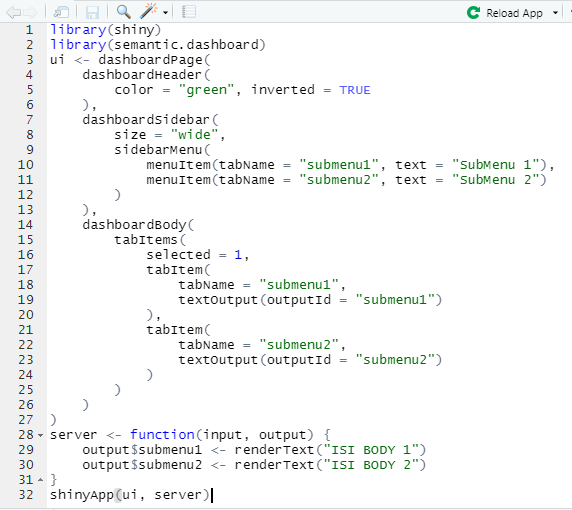 Reload App
1 library(shiny)
2 library(semantic.dashboard)
3 ui <- dashboardPage(
4     dashboardHeader(
5         color = "green", inverted = TRUE
6     ),
7     dashboardSidebar(
8         size = "wide",
9         sidebarMenu(
10             menuItem(tabName = "submenu1", text = "SubMenu 1"),
11             menuItem(tabName = "submenu2", text = "SubMenu 2")
12         )
13     ),
14     dashboardBody(
15         tabItems(
16             selected = 1,
17             tabItem(
18                 tabName = "submenu1",
19                 textOutput(outputId = "submenu1")
20             ),
21             tabItem(
22                 tabName = "submenu2",
23                 textOutput(outputId = "submenu2")
24             )
25         )
26     )
27 )
28 server <- function(input, output) {
29     output$submenu1 <- renderText("ISI BODY 1")
30     output$submenu2 <- renderText("ISI BODY 2")
31 }
32 shinyApp(ui, server)